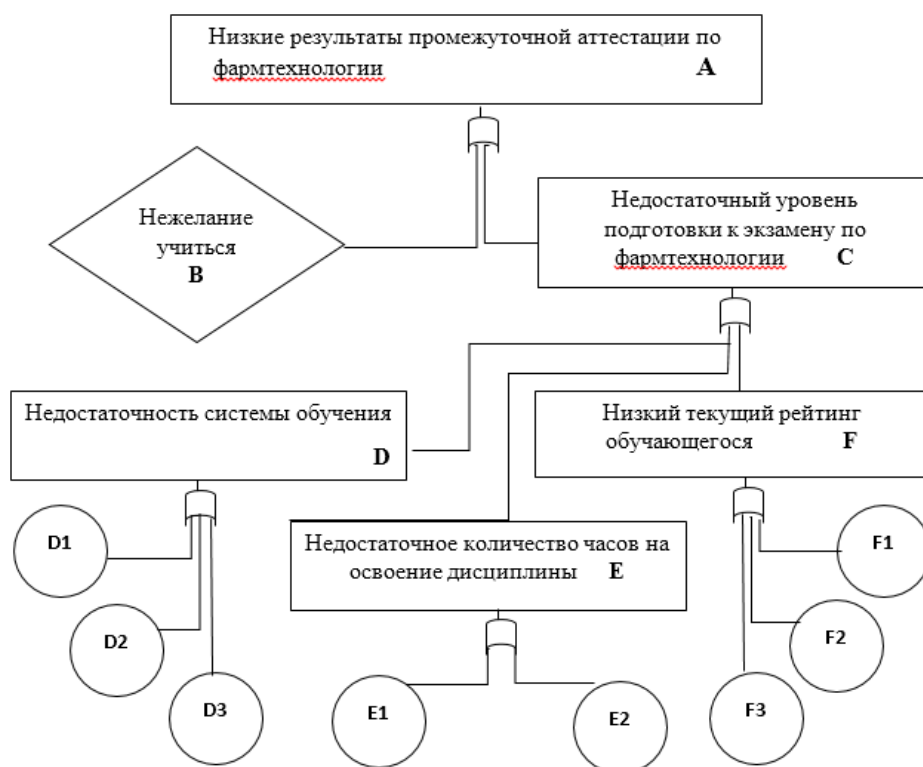 Низкие результаты промежуточной аттестации по
фармтехнологии А
Нежелание
учиться
В
Недостаточный уровень
подготовки к экзамену по
фармтехнологии С
Недостаточность системы обучения
D
Низкий текущий рейтинг
обучающегося F
D1
D2
D3
Недостаточное количество часов на
освоение дисциплины E
E1
E2
F1
F2
F3